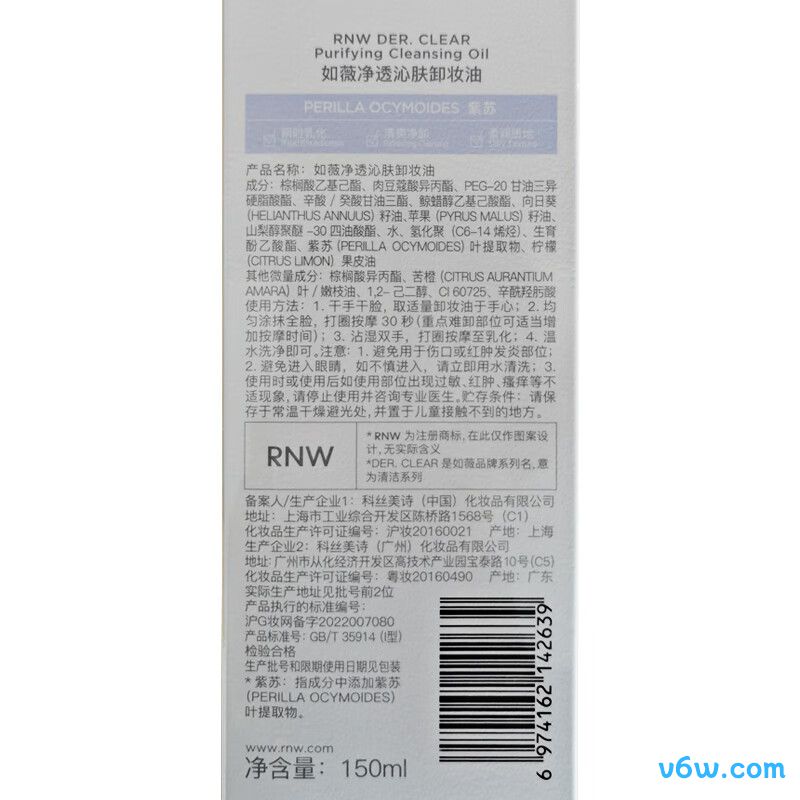 RNW DER. CLEAR
Purifying Cleansing Oil
如薇净透沁肤卸妆油
PERILLA OCYMOIDES 紫苏
瞬时乳化 清爽净卸 柔润质地
产品名称：如薇净透沁肤卸妆油
成分：棕榈酸乙基己酯、肉豆蔻酸异丙酯、PEG-20 甘油三异
硬脂酸酯、辛酸 / 癸酸甘油三酯、鲸蜡醇乙基己酸酯、向日葵
(HELIANTHUS ANNUUS) 籽油、苹果 (PYRUS MALUS) 籽油、
山梨醇聚醚 -30 四油酸酯、水、氢化聚 (C6-14 烯烃)、生育
酚乙酸酯、紫苏 (PERILLA OCYMOIDES) 叶提取物、柠檬
(CITRUS LIMON) 果皮油
其他微量成分：棕榈酸异丙酯、苦橙 (CITRUS AURANTIUM
AMARA) 叶 / 嫩枝油、1,2- 己二醇、CI 60725、辛酰羟肟酸
使用方法：1. 干手干脸，取适量卸妆油于手心；2. 均
匀涂抹全脸，打圈按摩 30 秒 (重点难卸部位可适当增
加按摩时间)；3. 沾湿双手，打圈按摩至乳化；4. 温
水洗净即可。注意：1. 避免用于伤口或红肿发炎部位；
2. 避免进入眼睛，如不慎进入，请立即用水清洗；3.
使用时或使用后如使用部位出现过敏、红肿、瘙痒等不
适现象，请停止使用并咨询专业医生。贮存条件：请保
存于常温干燥避光处，并置于儿童接触不到的地方。
RNW
*RNW 为注册商标，在此仅作图案设
计，无实际含义
*DER. CLEAR 是如薇品牌系列名，意
为清洁系列
备案人/生产企业1：科丝美诗（中国）化妆品有限公司
地址：上海市工业综合开发区陈桥路1568号（C1）
化妆品生产许可证编号：沪妆20160021 产地：上海
生产企业2：科丝美诗（广州）化妆品有限公司
地址：广州市从化经济开发区高技术产业园宝泰路10号(C5)
化妆品生产许可证编号：粤妆20160490 产地：广东
实际生产地址见批号前2位
产品执行的标准编号：
沪G妆网备字2022007080
产品标准号：GB/T 35914 (I型)
检验合格
生产批号和限期使用日期见包装
* 紫苏：指成分中添加紫苏
(PERILLA OCYMOIDES)
叶提取物。
www.rnw.com
净含量：150ml
6 974162 142639
v6w.com